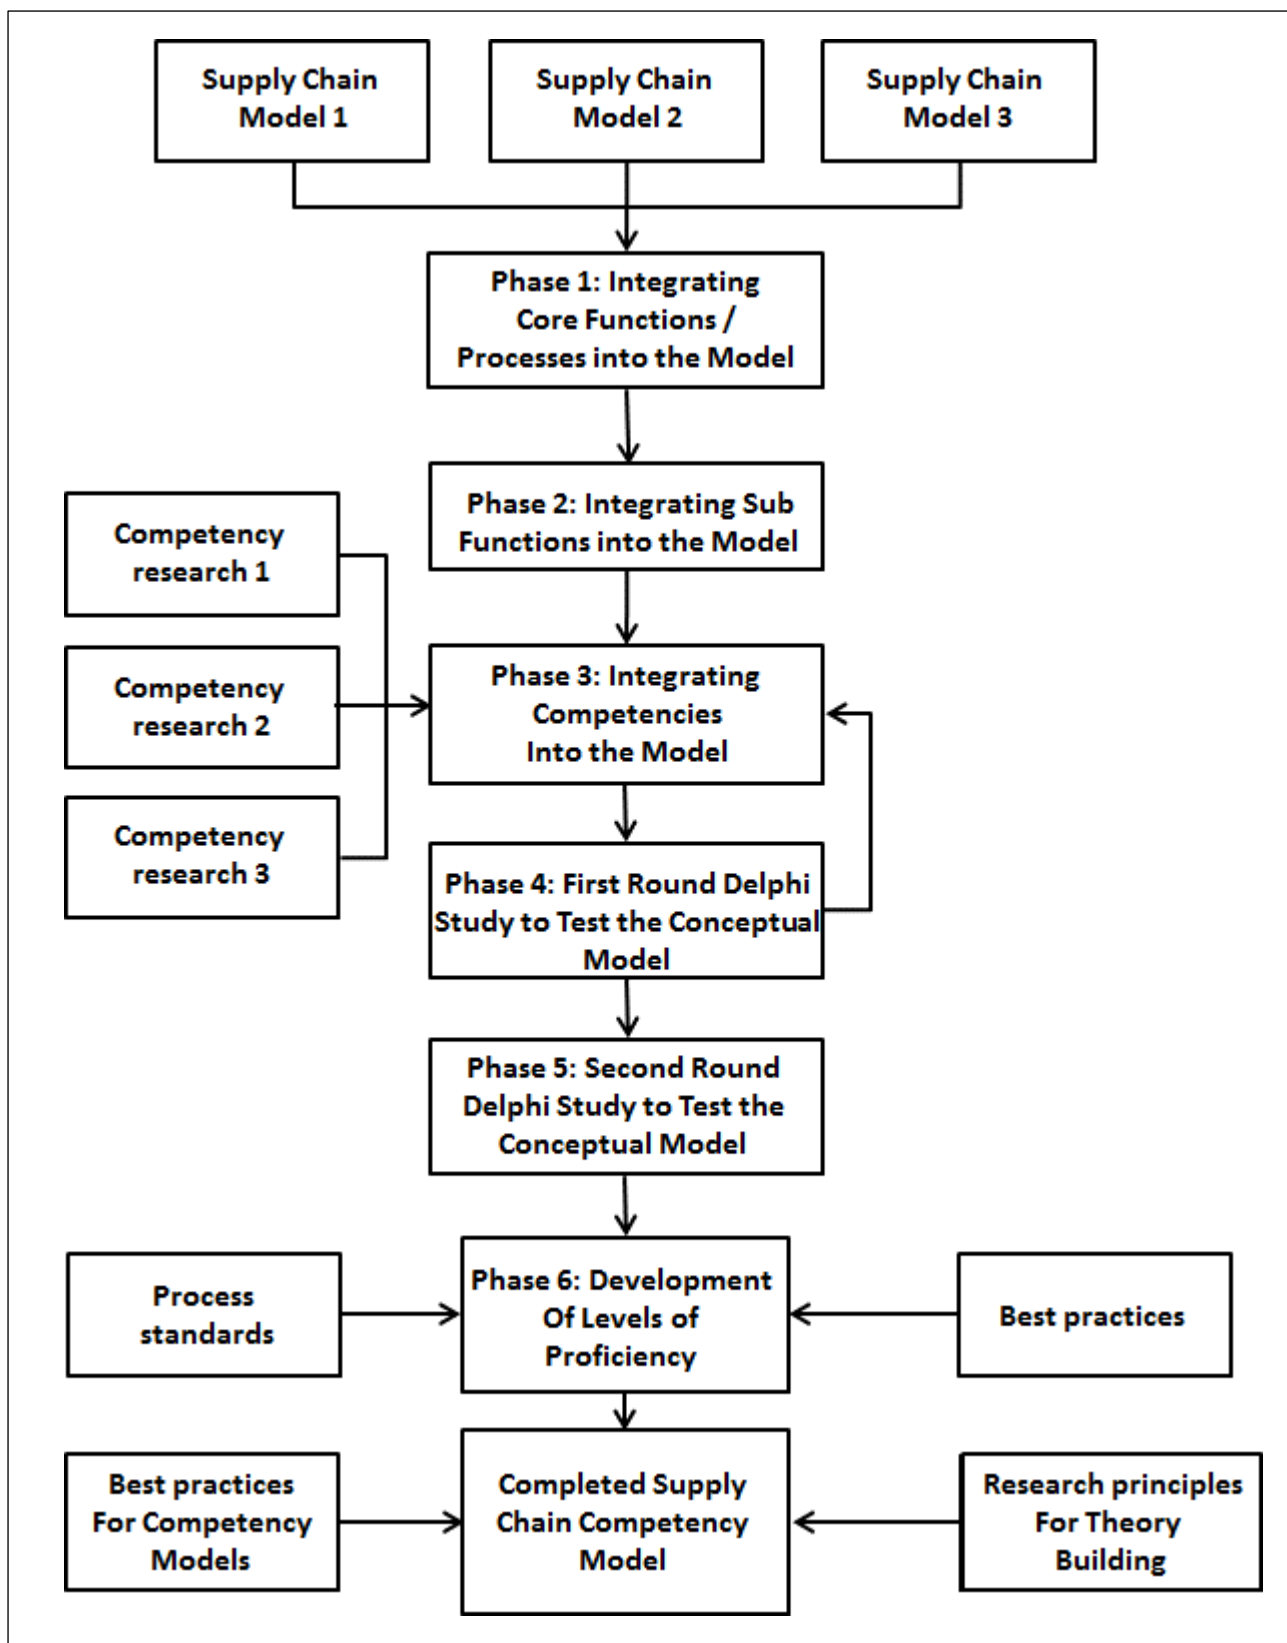 Supply Chain
Model 1
Supply Chain
Model 2
Supply Chain
Model 3
Phase 1: Integrating
Core Functions /
Processes into the Model
Phase 2: Integrating Sub
Functions into the Model
Competency
research 1
Competency
research 2
Competency
research 3
Phase 3: Integrating
Competencies
Into the Model
Phase 4: First Round Delphi
Study to Test the Conceptual
Model
Phase 5: Second Round
Delphi Study to Test the
Conceptual Model
Process
standards
Phase 6: Development
Of Levels of
Proficiency
Best practices
Best practices
For Competency
Models
Completed Supply
Chain Competency
Model
Research principles
For Theory
Building